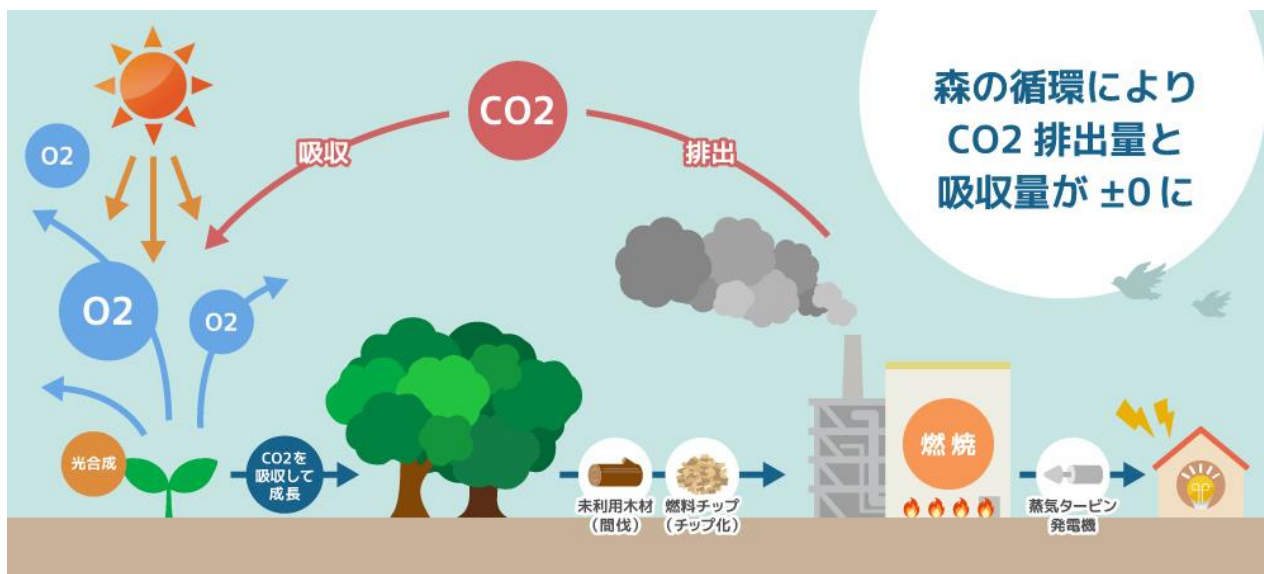 森の循環により
CO2 排出量と
吸収量が ±0 に
CO2
吸収
排出
O2
O2
O2
光合成
CO2を
吸収して
成長
未利用木材
（間伐）
燃料チップ
（チップ化）
燃焼
蒸気タービン
発電機